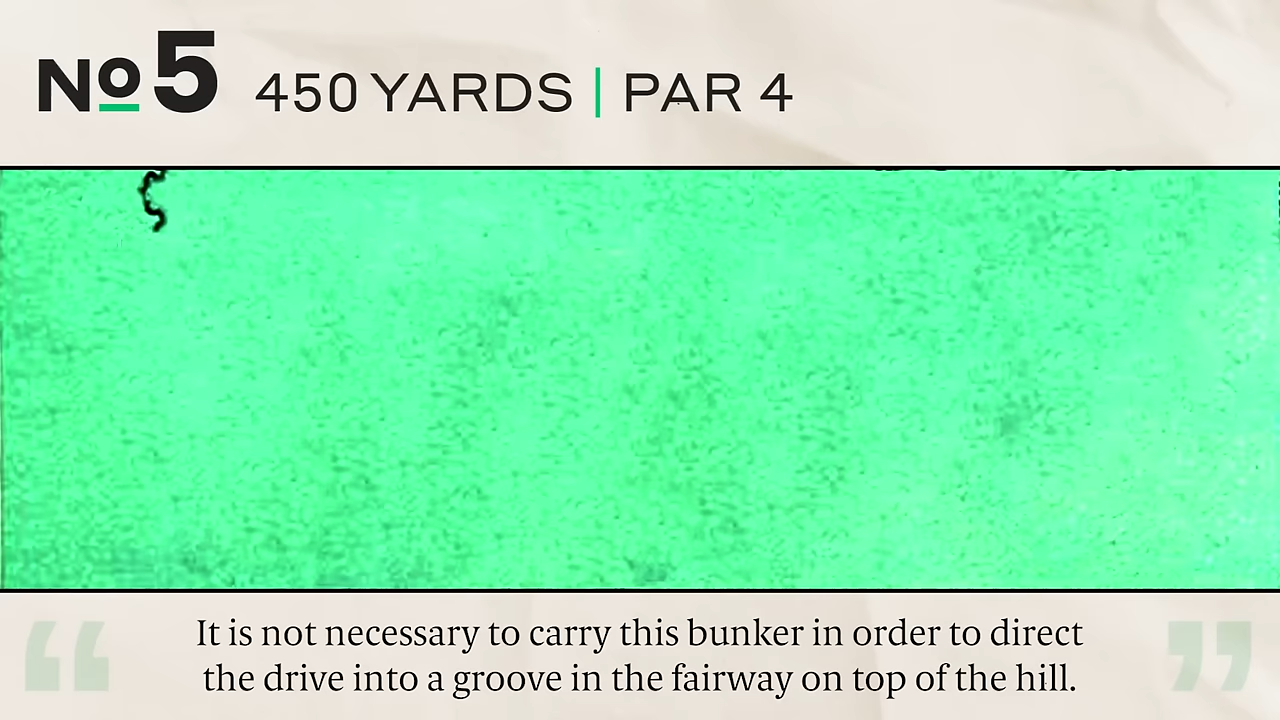 Nº5 450 YARDS | PAR 4
“It is not necessary to carry this bunker in order to direct
the drive into a groove in the fairway on top of the hill.”